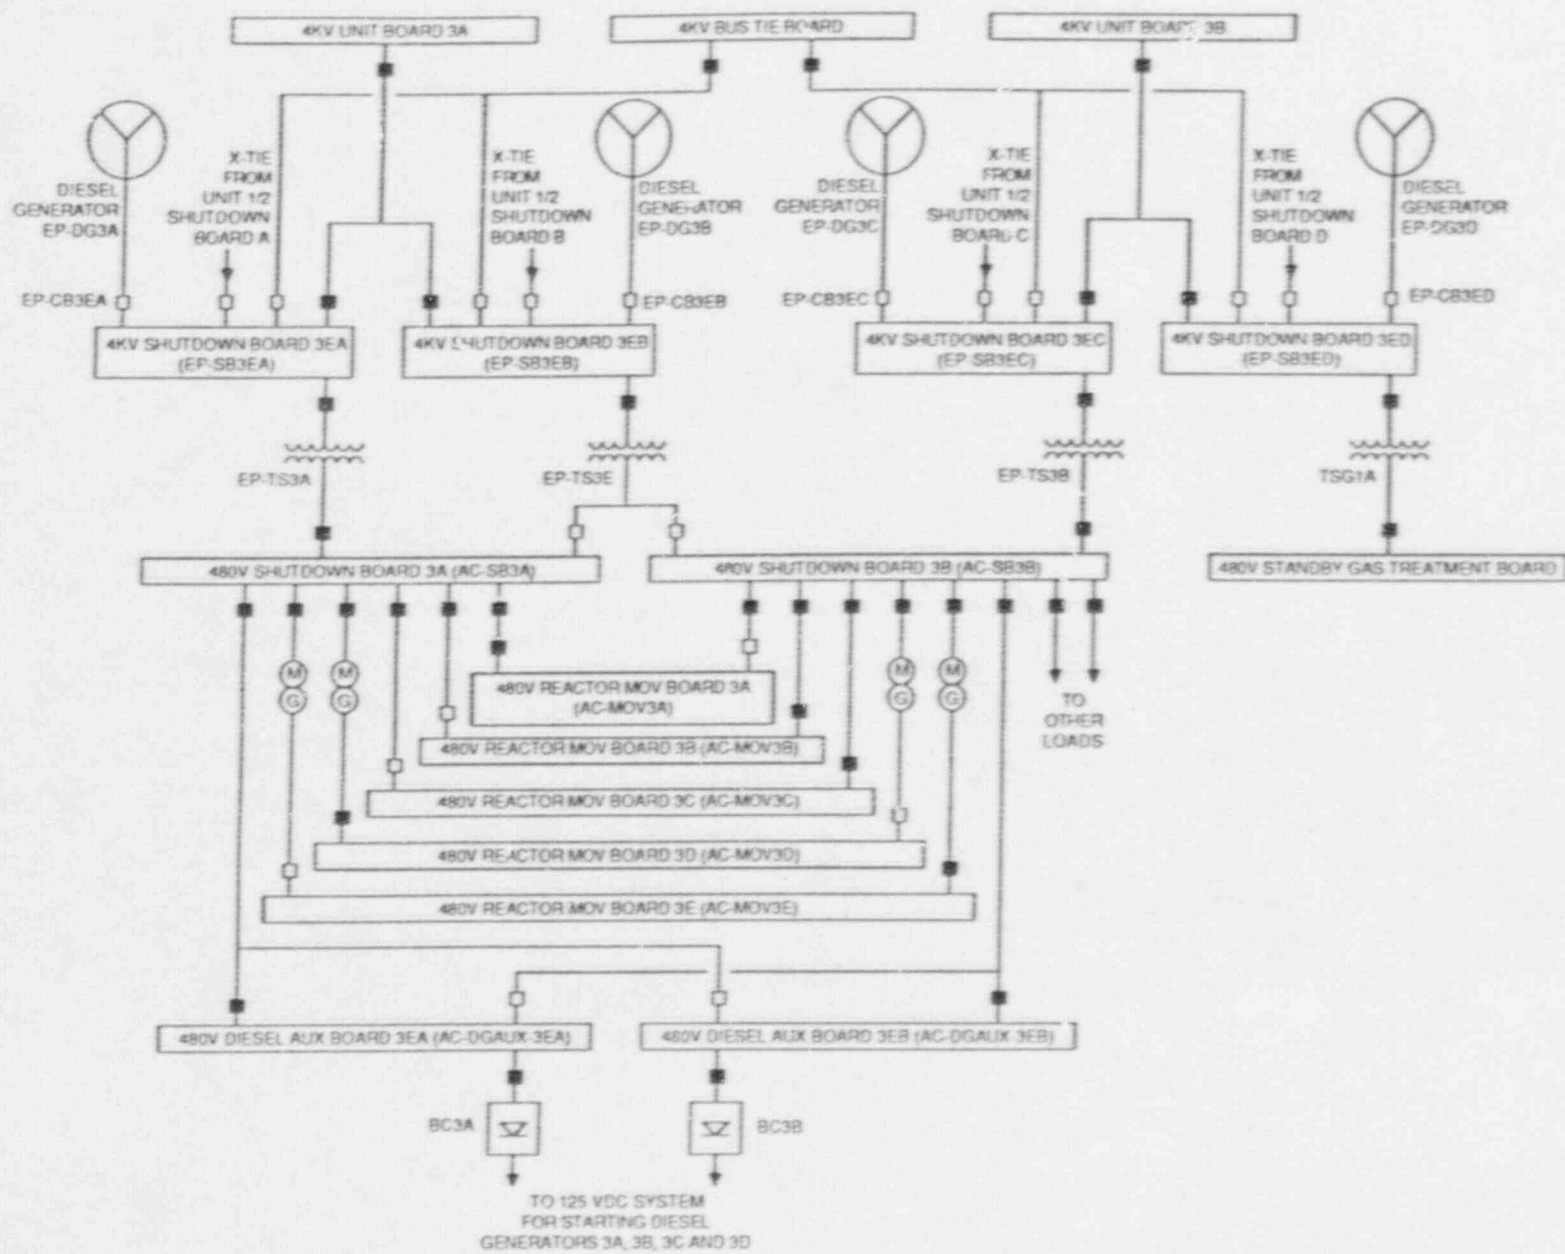 4KV UNIT BOARD 3A
4KV BUS TIE BOARD
4KV UNIT BOARD 3B
DIESEL
GENERATOR
EP-DG3A
X-TIE
FROM
UNIT 1/2
SHUTDOWN
BOARD A
X-TIE
FROM
UNIT 1/2
SHUTDOWN
BOARD B
DIESEL
GENERATOR
EP-DG3B
DIESEL
GENERATOR
EP-DG3C
X-TIE
FROM
UNIT 1/2
SHUTDOWN
BOARD C
X-TIE
FROM
UNIT 1/2
SHUTDOWN
BOARD D
DIESEL
GENERATOR
EP-DG3D
EP-CB3EA
EP-CB3EB
EP-CB3EC
EP-CB3ED
4KV SHUTDOWN BOARD 3EA
(EP-SB3EA)
4KV SHUTDOWN BOARD 3EB
(EP-SB3EB)
4KV SHUTDOWN BOARD 3EC
(EP-SB3EC)
4KV SHUTDOWN BOARD 3ED
(EP-SB3ED)
EP-TS3A
EP-TS3E
EP-TS3B
TSG1A
480V SHUTDOWN BOARD 3A (AC-SB3A)
480V SHUTDOWN BOARD 3B (AC-SB3B)
480V STANDBY GAS TREATMENT BOARD
M
G
M
G
M
G
M
G
480V REACTOR MOV BOARD 3A
(AC-MOV3A)
TO
OTHER
LOADS
480V REACTOR MOV BOARD 3B (AC-MOV3B)
480V REACTOR MOV BOARD 3C (AC-MOV3C)
480V REACTOR MOV BOARD 3D (AC-MOV3D)
480V REACTOR MOV BOARD 3E (AC-MOV3E)
480V DIESEL AUX BOARD 3EA (AC-DGAUX-3EA)
480V DIESEL AUX BOARD 3EB (AC-DGAUX-3EB)
BC3A
BC3B
TO 125 VDC SYSTEM
FOR STARTING DIESEL
GENERATORS 3A, 3B, 3C AND 3D